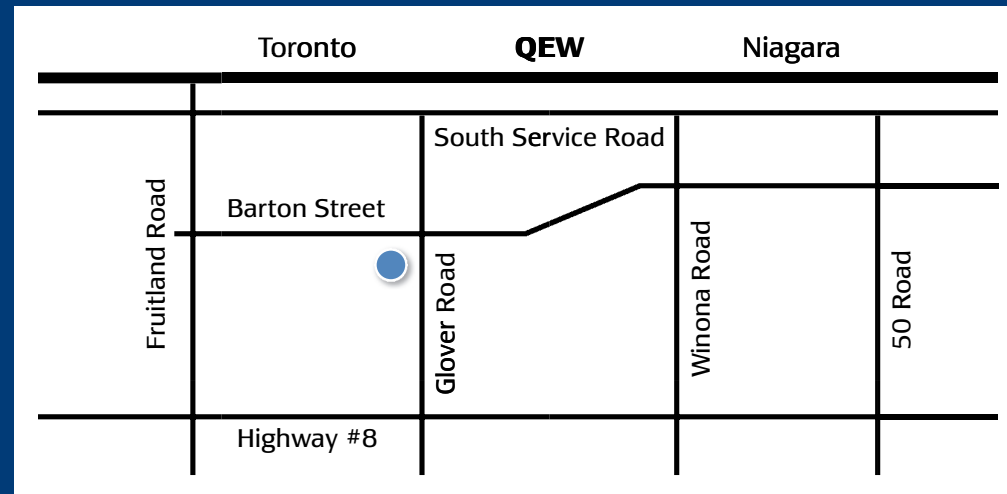 Toronto
QEW
Niagara
South Service Road
Barton Street
Fruitland Road
Glover Road
Winona Road
50 Road
Highway #8